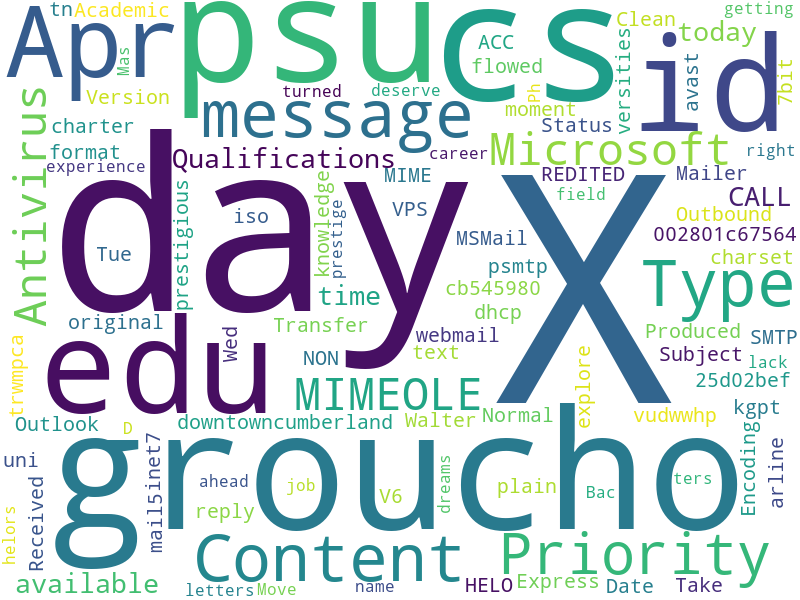 tn Academic
Apr
psu
cs
id
getting
Clean
today
ACC
flowed
Mas
Version
turned
deserve
moment
Ph
versities
avast
7bit
Status
message
Microsoft
right
charter
format
experience
Antivirus
Qualifications
career
MIME
REDITED
Mailer
field
CALL
day
X
prestigious
iso
knowledge
prestige
VPS
Outbound
002801c67564
MSMail
Tue
psmtp
charset
cb545980
Type
time
original
Transfer
dhcp
Produced
SMTP
edu
Wed
NON
webmail
text
Subject
lack
trwmpca
MIMEOLE
explore
25d02bef
Outlook
D
downtowncumberland
Walter
Normal
vudwwhp
kgpt
groucho
uni
Received
mail5inet7
ahead
job
V6
dreams
plain
Bac
ters
Encoding
arline
helors
reply
Content
Priority
available
letters
Move
name
HELO
Express
Date
Take